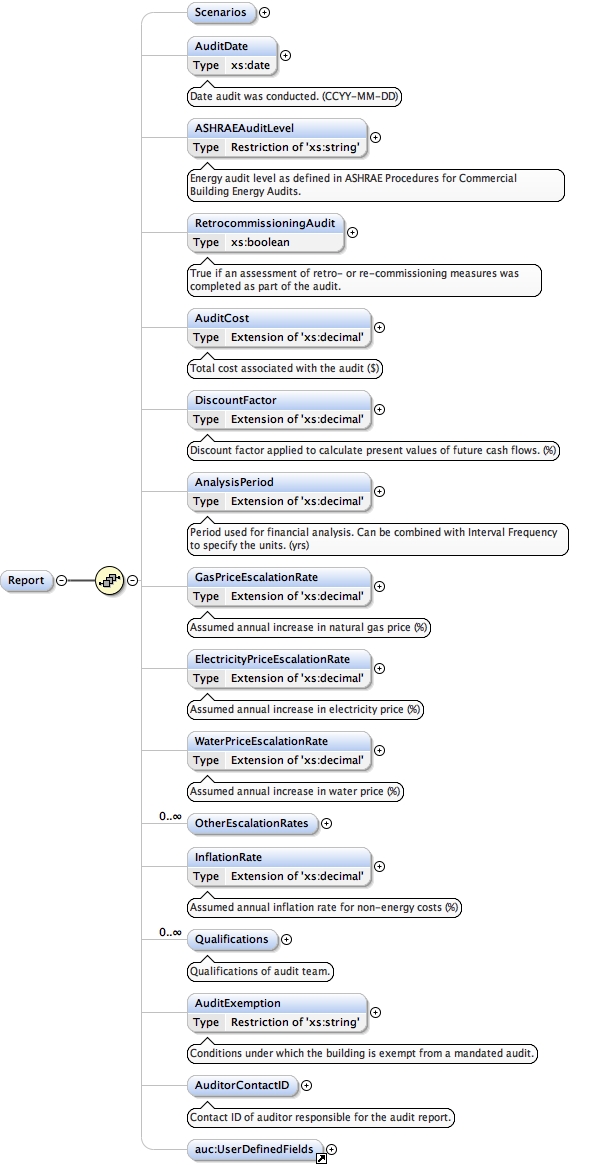 Scenarios
AuditDate
Type xs:date
Date audit was conducted. (CCYY-MM-DD)
ASHRAEAuditLevel
Type Restriction of 'xs:string'
Energy audit level as defined in ASHRAE Procedures for Commercial
Building Energy Audits.
RetrocommissioningAudit
Type xs:boolean
True if an assessment of retro- or re-commissioning measures was
completed as part of the audit.
AuditCost
Type Extension of 'xs:decimal'
Total cost associated with the audit ($)
DiscountFactor
Type Extension of 'xs:decimal'
Discount factor applied to calculate present values of future cash flows. (%)
AnalysisPeriod
Type Extension of 'xs:decimal'
Period used for financial analysis. Can be combined with Interval Frequency
to specify the units. (yrs)
Report
GasPriceEscalationRate
Type Extension of 'xs:decimal'
Assumed annual increase in natural gas price (%)
ElectricityPriceEscalationRate
Type Extension of 'xs:decimal'
Assumed annual increase in electricity price (%)
WaterPriceEscalationRate
Type Extension of 'xs:decimal'
Assumed annual increase in water price (%)
0..∞
OtherEscalationRates
InflationRate
Type Extension of 'xs:decimal'
Assumed annual inflation rate for non-energy costs (%)
0..∞
Qualifications
Qualifications of audit team.
AuditExemption
Type Restriction of 'xs:string'
Conditions under which the building is exempt from a mandated audit.
AuditorContactID
Contact ID of auditor responsible for the audit report.
auc:UserDefinedFields